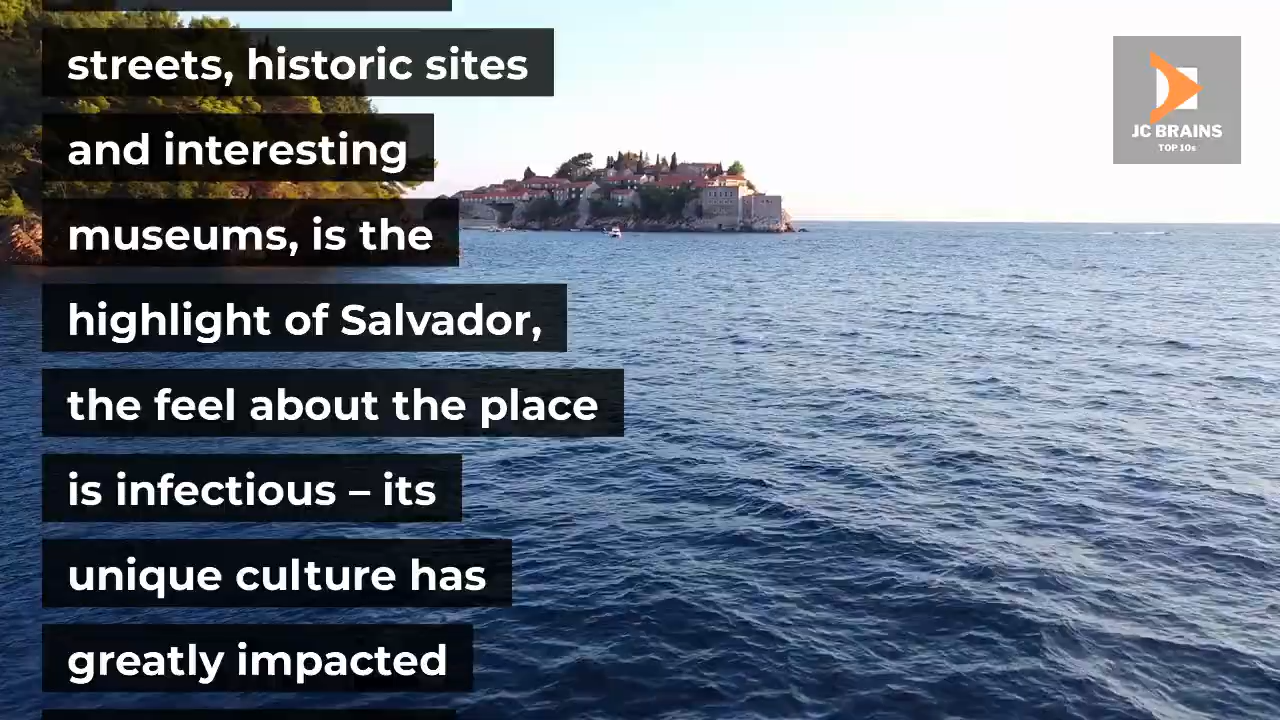 streets, historic sites
and interesting
museums, is the
highlight of Salvador,
the feel about the place
is infectious – its
unique culture has
greatly impacted
JC BRAINS
TOP 10s